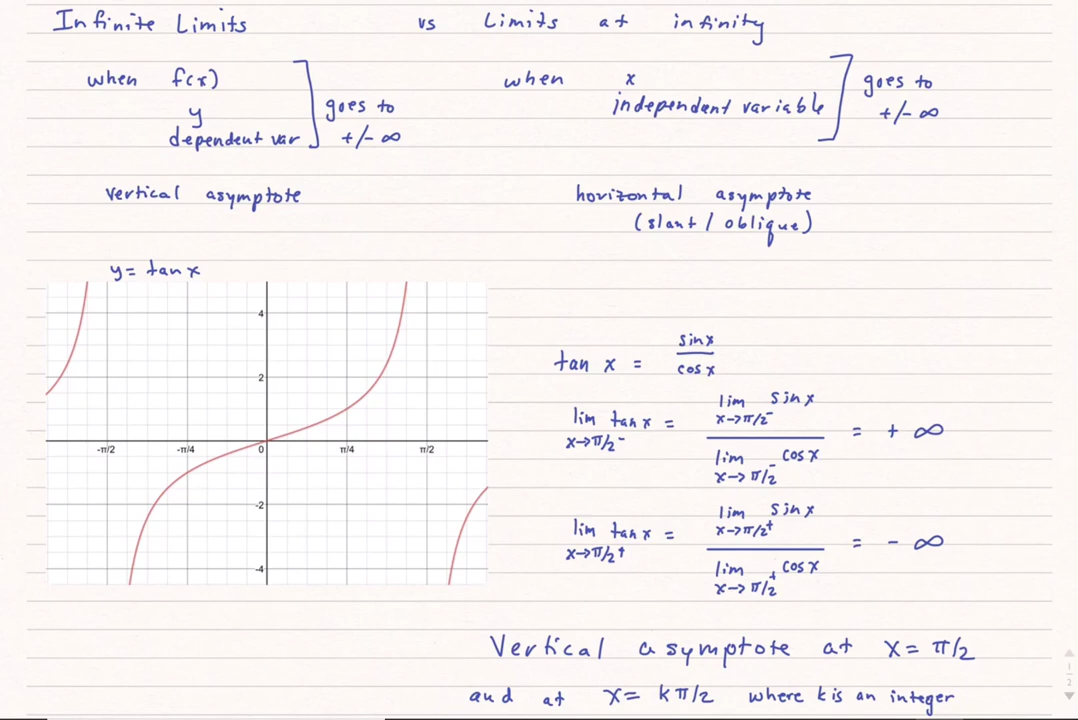 Infinite Limits vs Limits at infinity
when f(x)
y
dependent var
goes to
+/- ∞
when x
independent variable
goes to
+/- ∞
vertical asymptote
horizontal asymptote
(slant / oblique)
y = tan x
4
2
-π/2 -π/4 0 π/4 π/2
-2
-4
tan x = sin x / cos x
lim x→π/2⁻ tan x = lim x→π/2⁻ sin x / lim x→π/2⁻ cos x = + ∞
lim x→π/2⁺ tan x = lim x→π/2⁺ sin x / lim x→π/2⁺ cos x = - ∞
Vertical asymptote at x = π/2
and at x = kπ/2 where k is an integer
1
2